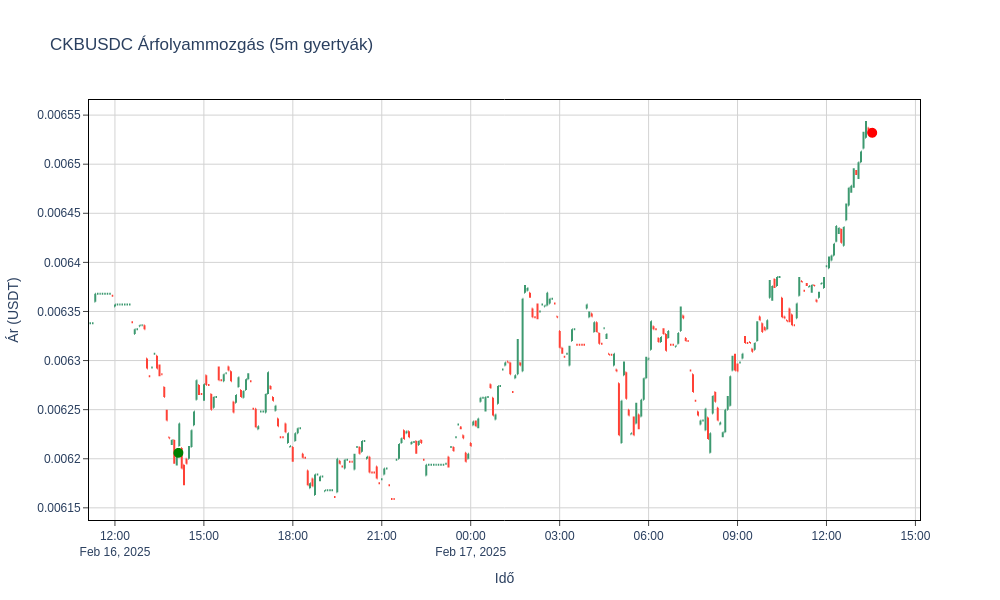 CKBUSDC Árfolyammozgás (5m gyertyák)
0.00655
0.0065
0.00645
0.0064
0.00635
0.0063
0.00625
0.0062
0.00615
Ár (USDT)
12:00 15:00 18:00 21:00 00:00 03:00 06:00 09:00 12:00 15:00
Feb 16, 2025 Feb 17, 2025
Idő